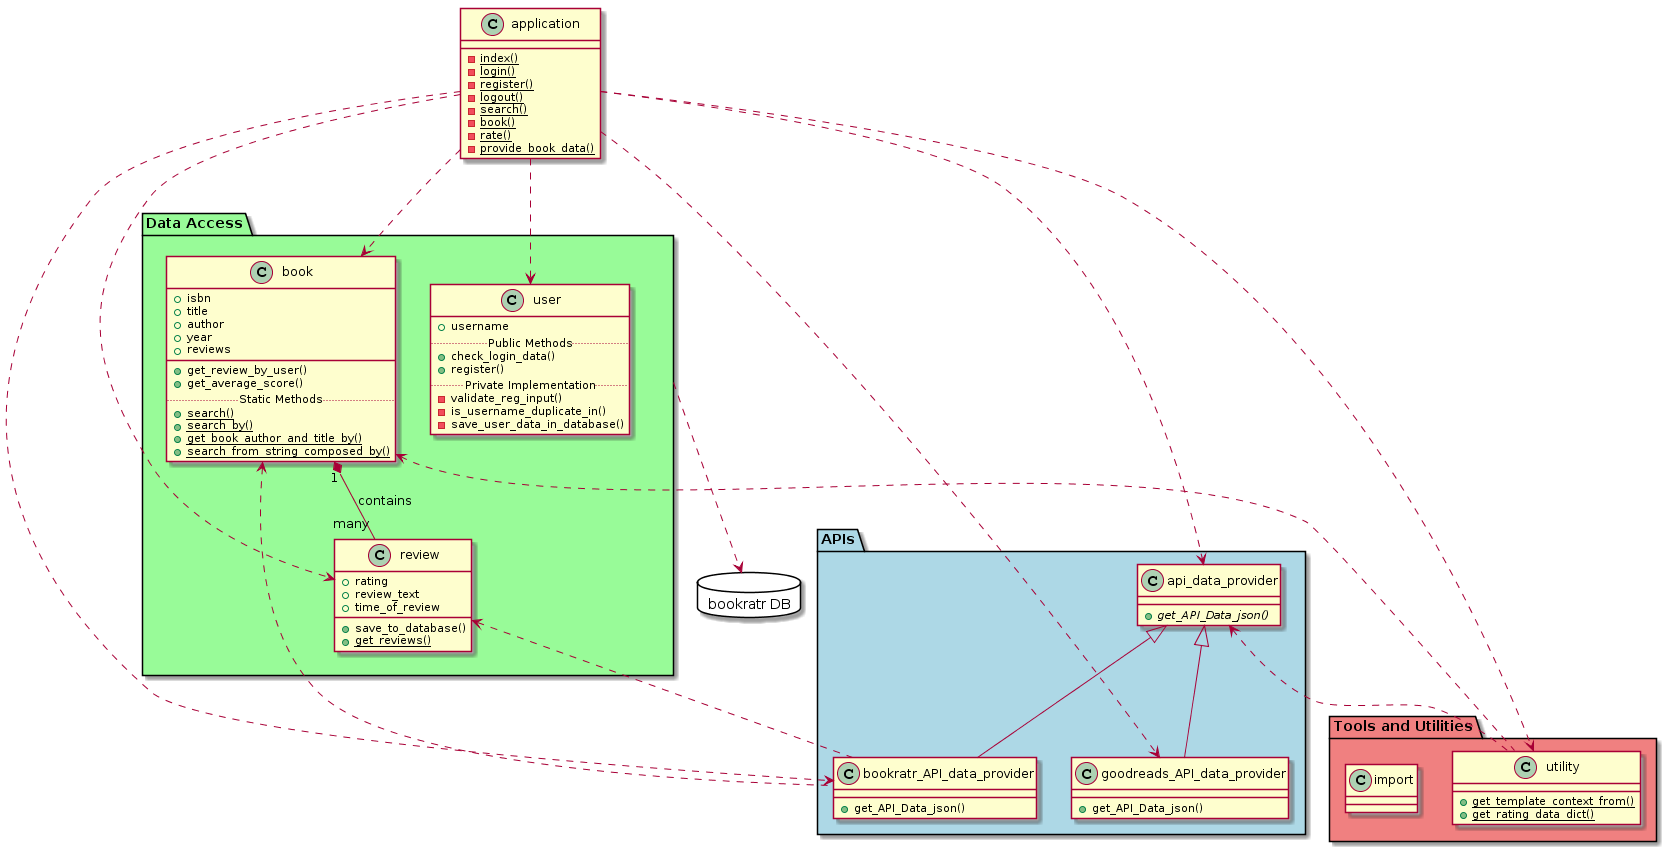 C application
index()
login()
register()
logout()
search()
book()
rate()
provide_book_data()
Data Access
C book
isbn
title
author
year
reviews
get_review_by_user()
get_average_score()
Static Methods
search()
search_by()
get_book_author_and_title_by()
search_from_string_composed_by()
C user
username
Public Methods
check_login_data()
register()
Private Implementation
validate_reg_input()
is_username_duplicate_in()
save_user_data_in_database()
1
contains
many
C review
rating
review_text
time_of_review
save_to_database()
get_reviews()
bookratr DB
APIs
C api_data_provider
get_API_Data_json()
C bookratr_API_data_provider
get_API_Data_json()
C goodreads_API_data_provider
get_API_Data_json()
Tools and Utilities
C import
C utility
get_template_context_from()
get_rating_data_dict()